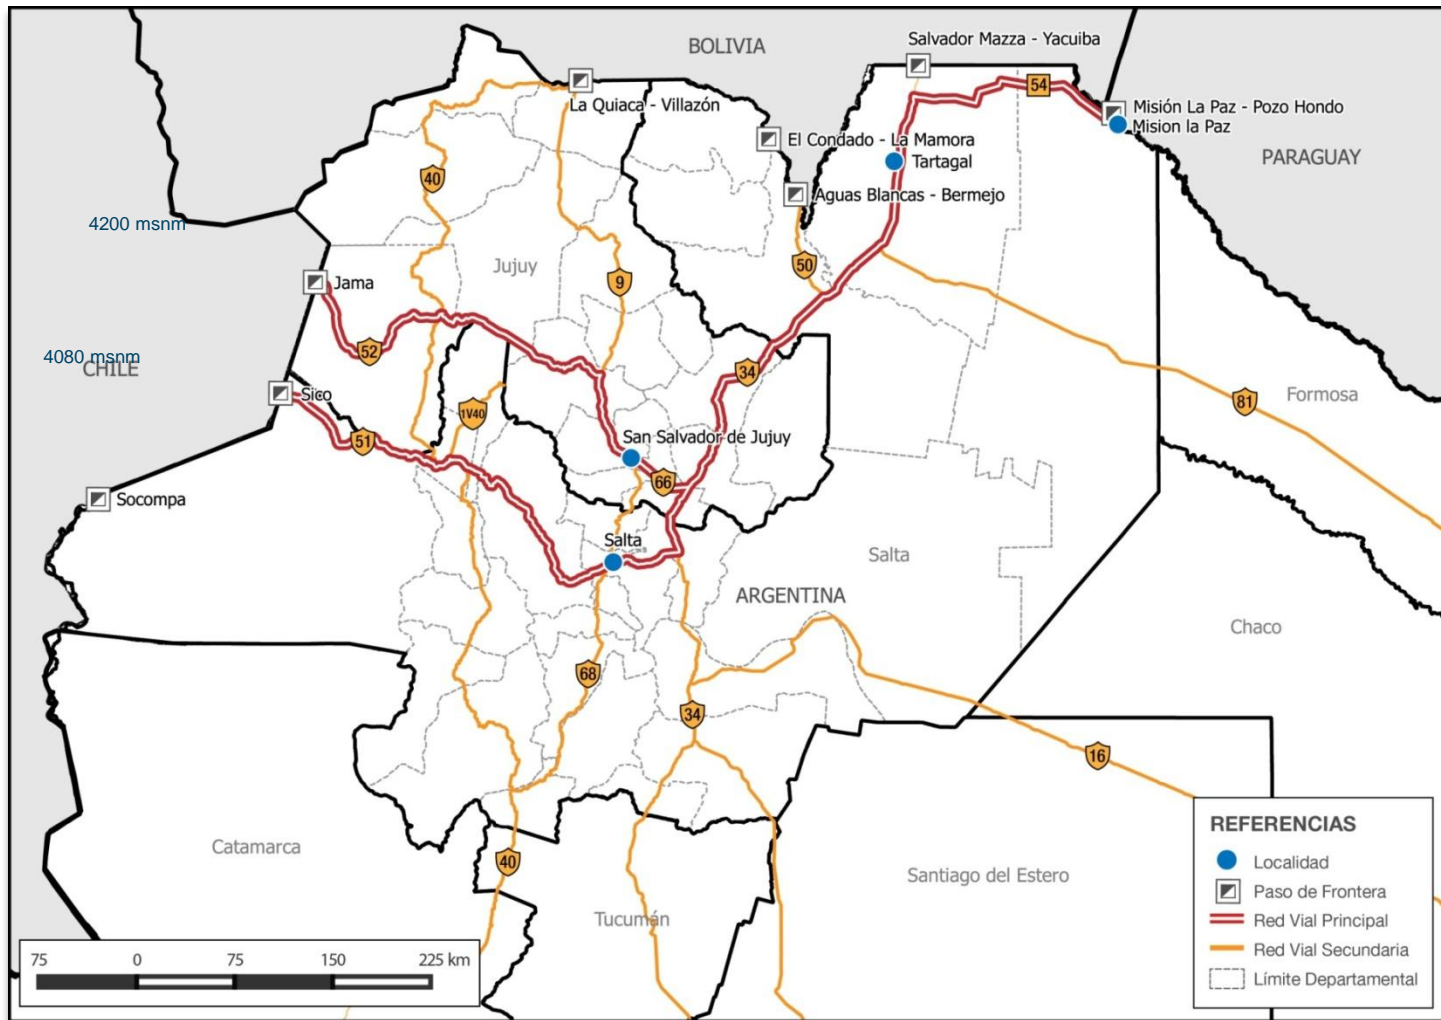 BOLIVIA
Salvador Mazza - Yacuiba
La Quiaca - Villazón
54
Misión La Paz - Pozo Hondo
Mision la Paz
El Condado - La Mamora
PARAGUAY
Tartagal
40
Aguas Blancas - Bermejo
4200 msnm
Jujuy
50
9
Jama
52
4080 msnm
CHILE
34
Sico
Formosa
81
1V40
51
San Salvador de Jujuy
66
Socompa
Salta
Salta
ARGENTINA
Chaco
68
34
16
Catamarca
40
Santiago del Estero
Tucumán
REFERENCIAS
Localidad
Paso de Frontera
Red Vial Principal
Red Vial Secundaria
Límite Departamental
75 0 75 150 225 km